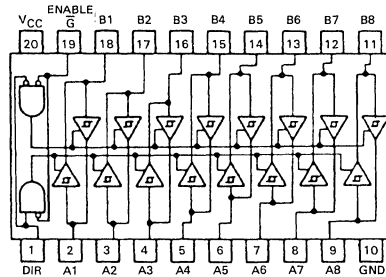 ENABLE
VCC G B1 B2 B3 B4 B5 B6 B7 B8
20 19 18 17 16 15 14 13 12 11
1 2 3 4 5 6 7 8 9 10
DIR A1 A2 A3 A4 A5 A6 A7 A8 GND